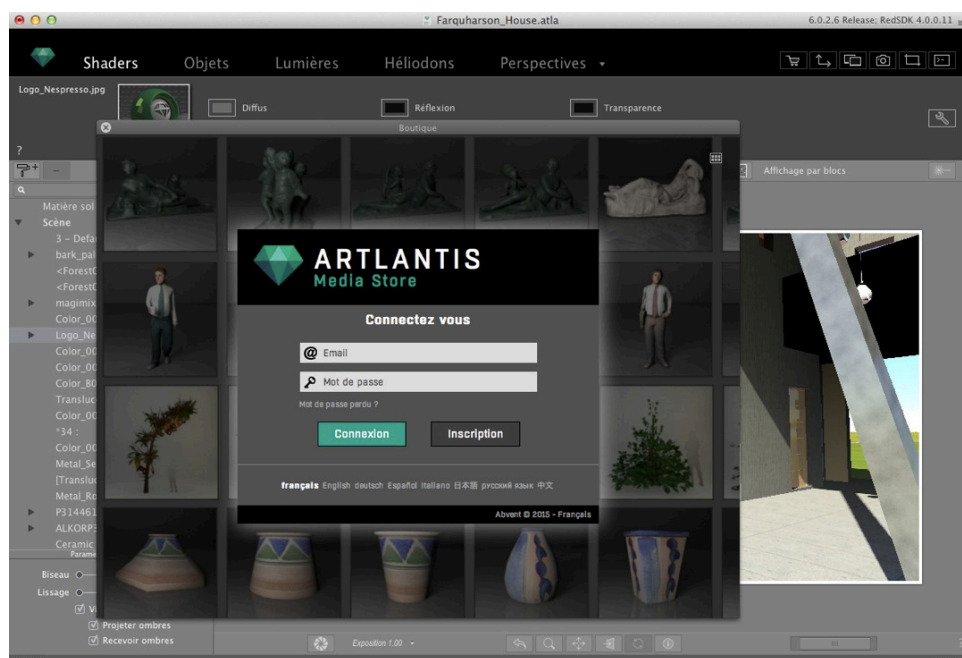 Farquharson_House.atla
6.0.2.6 Release; RedSDK 4.0.0.11
Shaders Objets Lumières Héliodons Perspectives
Logo_Nespresso.jpg
Diffus Réflexion Transparence
Boutique
?
Affichage par blocs
Matière sol
Scène
3 - Defa
bark_pal
<ForestC
<ForestC
magimix
Color_00
Logo_Ne
Color_00
Color_00
Color_80
Transluc
Color_00
*34 :
Color_00
Metal_Se
[Transluc
Metal_Ro
P314461
ALKORP
Ceramic
Paramè
Biseau
Lissage
Vi
Projeter ombres
Recevoir ombres
ARTLANTIS
Media Store
Connectez vous
@ Email
Mot de passe
Mot de passe perdu ?
Connexion Inscription
français English deutsch Español italiano 日本語 русский язык 中文
Abvent © 2015 - Français
Exposition 1.00